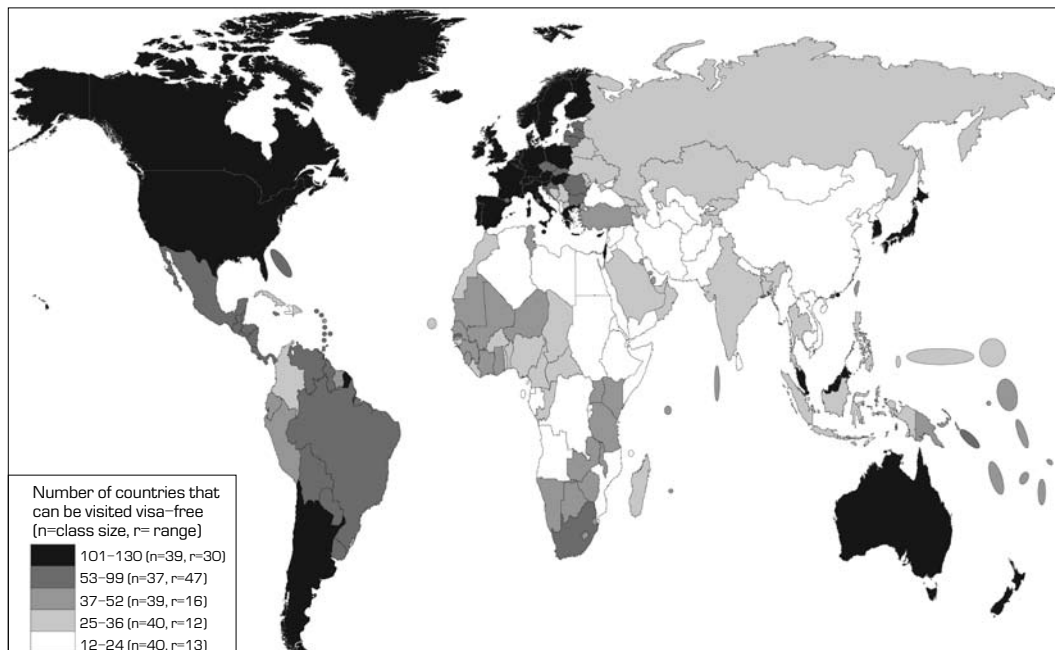 Number of countries that
can be visited visa-free
(n=class size, r= range)
101-130 (n=39, r=30)
53-99 (n=37, r=47)
37-52 (n=39, r=16)
25-36 (n=40, r=12)
12-24 (n=40, r=13)